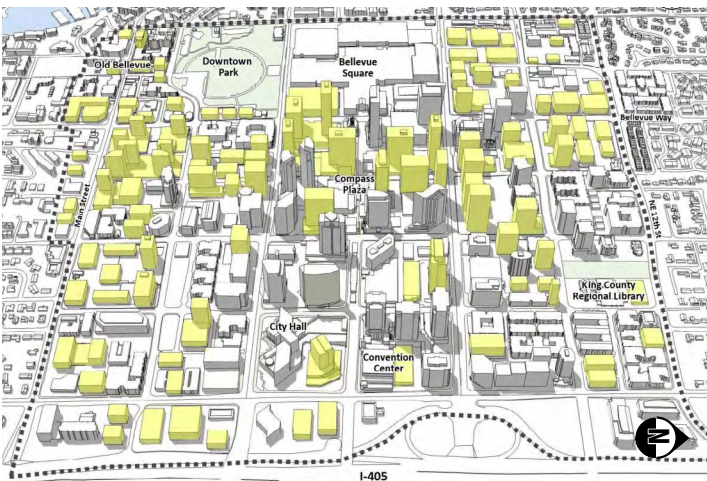 Old Bellevue
Downtown
Park
Bellevue
Square
Bellevue Way
Compass
Plaza
Main Street
NE 12th St
King County
Regional Library
City Hall
Convention
Center
N
I-405